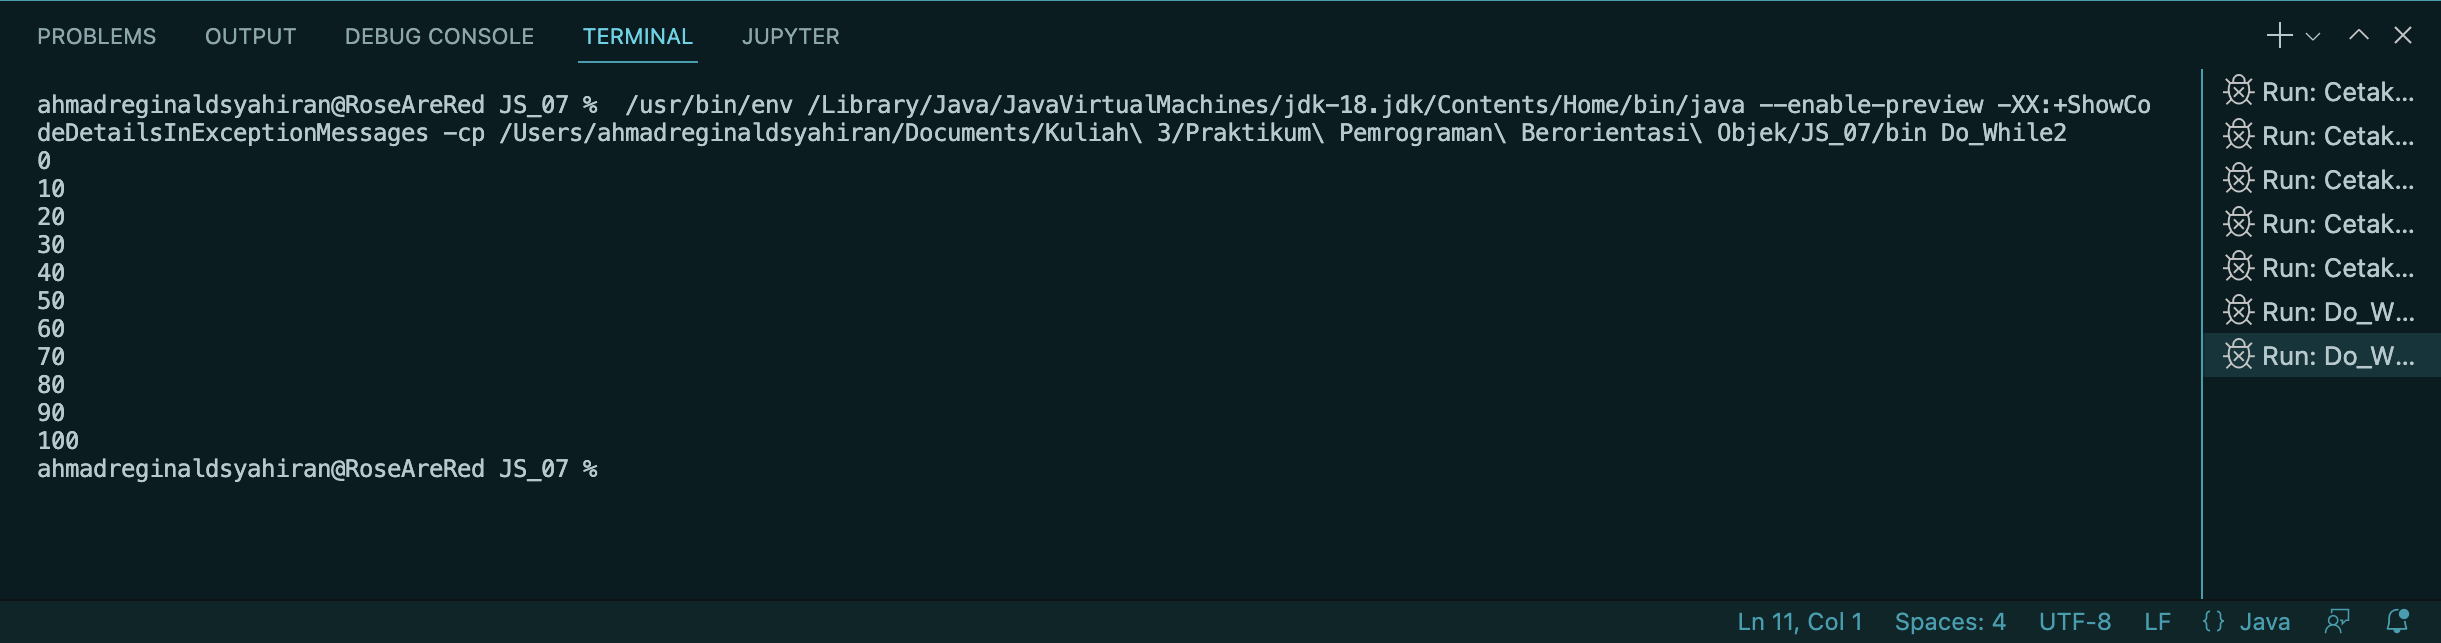 PROBLEMS OUTPUT DEBUG CONSOLE TERMINAL JUPYTER
ahmadreginaldsyahiran@RoseAreRed JS_07 %  /usr/bin/env /Library/Java/JavaVirtualMachines/jdk-18.jdk/Contents/Home/bin/java --enable-preview -XX:+ShowCo
deDetailsInExceptionMessages -cp /Users/ahmadreginaldsyahiran/Documents/Kuliah\ 3/Praktikum\ Pemrograman\ Berorientasi\ Objek/JS_07/bin Do_While2
0
10
20
30
40
50
60
70
80
90
100
ahmadreginaldsyahiran@RoseAreRed JS_07 %
Run: Cetak...
Run: Cetak...
Run: Cetak...
Run: Cetak...
Run: Cetak...
Run: Do_W...
Run: Do_W...
Ln 11, Col 1 Spaces: 4 UTF-8 LF {} Java